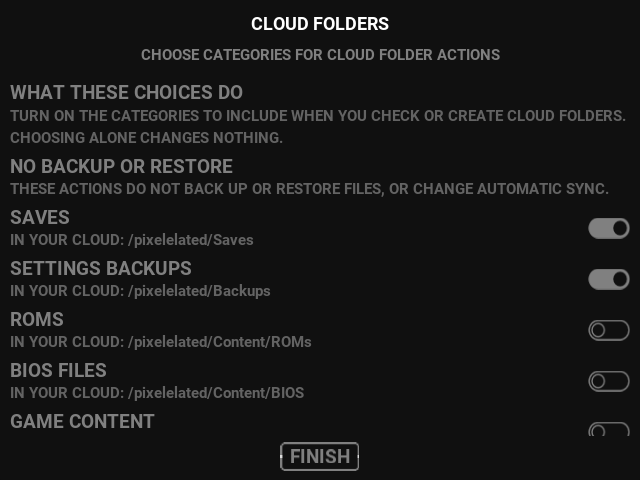 CLOUD FOLDERS
CHOOSE CATEGORIES FOR CLOUD FOLDER ACTIONS
WHAT THESE CHOICES DO
TURN ON THE CATEGORIES TO INCLUDE WHEN YOU CHECK OR CREATE CLOUD FOLDERS.
CHOOSING ALONE CHANGES NOTHING.
NO BACKUP OR RESTORE
THESE ACTIONS DO NOT BACK UP OR RESTORE FILES, OR CHANGE AUTOMATIC SYNC.
SAVES
IN YOUR CLOUD: /pixelelated/Saves
SETTINGS BACKUPS
IN YOUR CLOUD: /pixelelated/Backups
ROMS
IN YOUR CLOUD: /pixelelated/Content/ROMs
BIOS FILES
IN YOUR CLOUD: /pixelelated/Content/BIOS
GAME CONTENT
FINISH